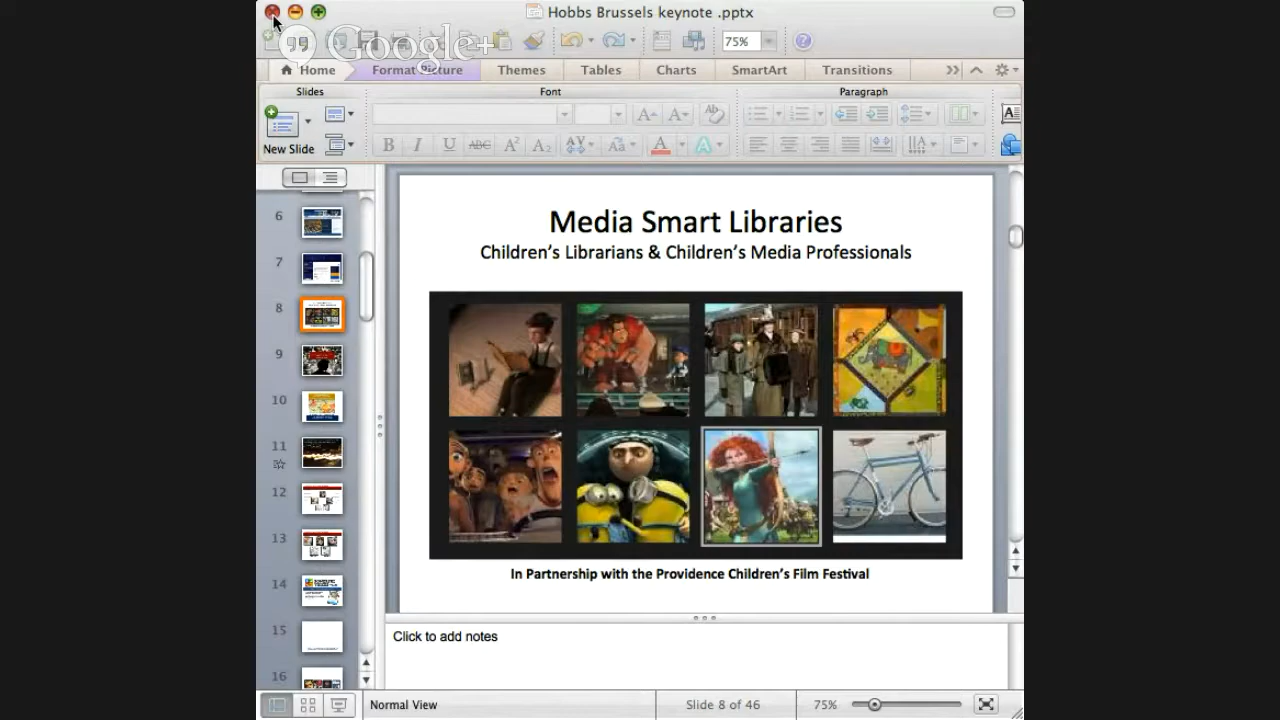 Hobbs Brussels keynote .pptx
Google+
75%
Home
Format Picture
Themes
Tables
Charts
SmartArt
Transitions
Slides
Font
Paragraph
New Slide
B I U ABC A² A₂
Media Smart Libraries
Children's Librarians & Children's Media Professionals
6
7
8
9
10
11
12
13
14
15
16
In Partnership with the Providence Children's Film Festival
Click to add notes
Normal View
Slide 8 of 46
75%